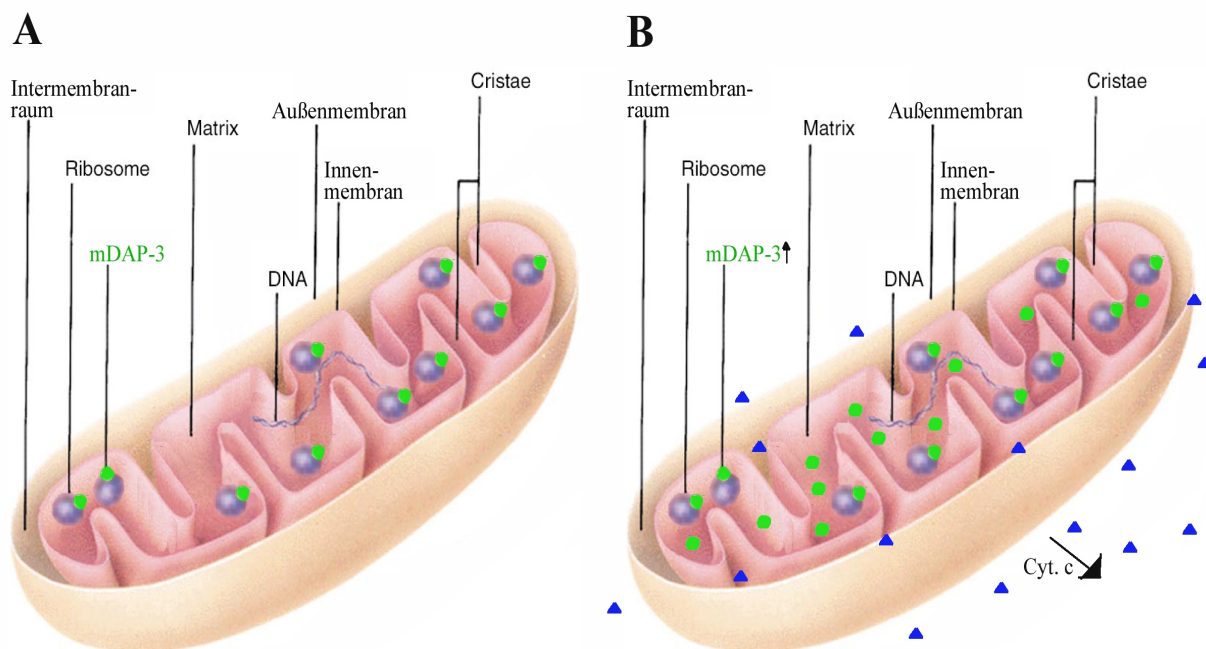 A
Intermembran-
raum
Ribosome
mDAP-3
Matrix
DNA
Außenmembran
Innen-
membran
Cristae
B
Intermembran-
raum
Ribosome
mDAP-3
Matrix
DNA
Außenmembran
Innen-
membran
Cristae
Cyt. c